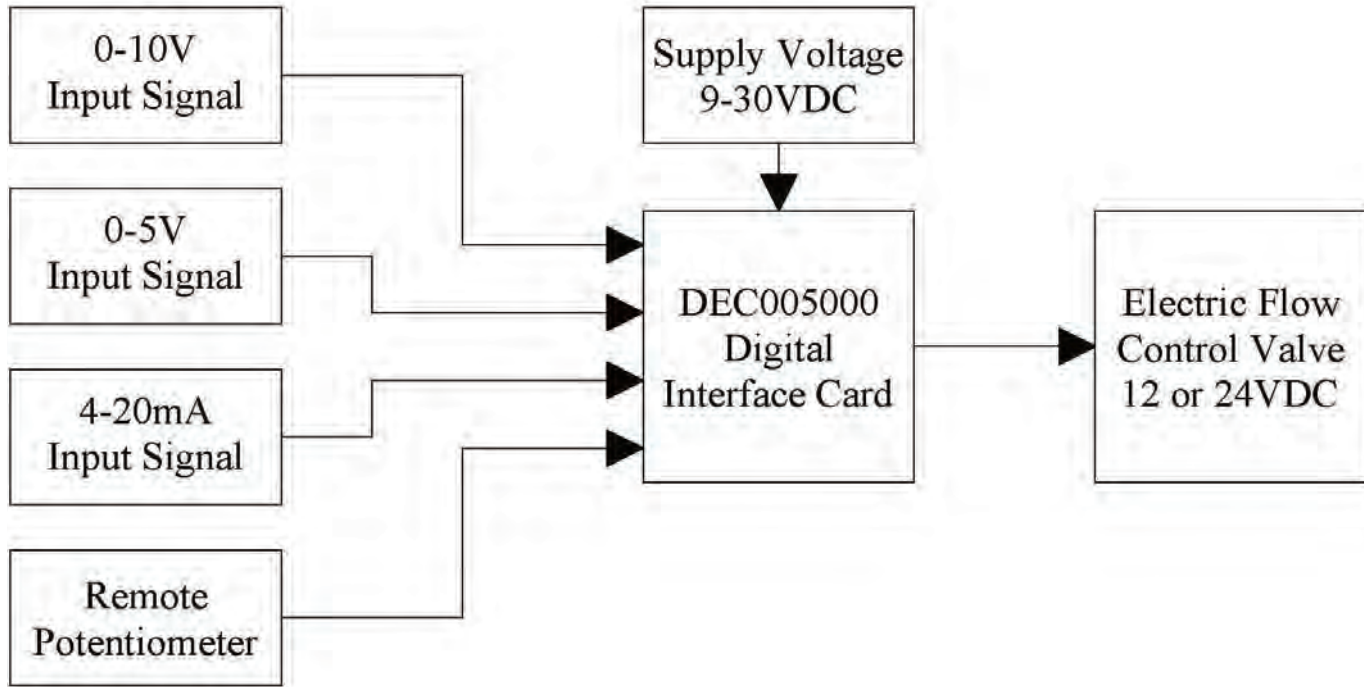 0-10V
Input Signal
Supply Voltage
9-30VDC
0-5V
Input Signal
DEC005000
Digital
Interface Card
Electric Flow
Control Valve
12 or 24VDC
4-20mA
Input Signal
Remote
Potentiometer